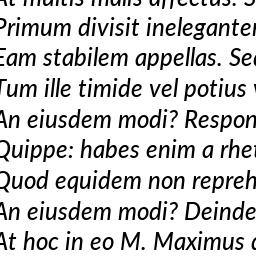 At multis malis affectus. S
Primum divisit ineleganter
Eam stabilem appellas. Sed
Tum ille timide vel potius v
An eiusdem modi? Respon
Quippe: habes enim a rhet
Quod equidem non repreh
An eiusdem modi? Deinde
At hoc in eo M. Maximus